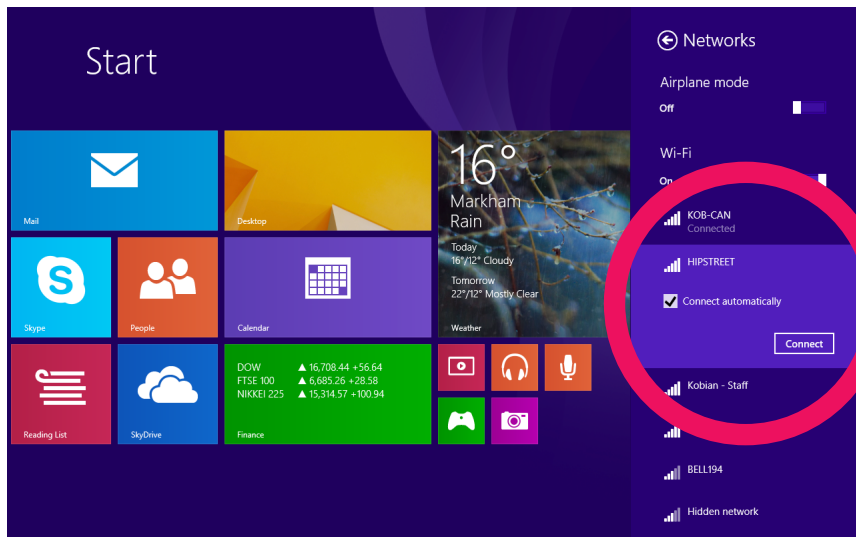 Start
Mail
Desktop
16°
Markham
Rain
Today
16°/12° Cloudy
Tomorrow
22°/12° Mostly Clear
Weather
Skype
People
Calendar
Reading List
SkyDrive
DOW ▲ 16,708.44 +56.64
FTSE 100 ▲ 6,685.26 +28.58
NIKKEI 225 ▲ 15,314.57 +100.94
Finance
Networks
Airplane mode
Off
Wi-Fi
On
KOB-CAN
Connected
HIPSTREET
Connect automatically
Connect
Kobian - Staff
BELL194
Hidden network